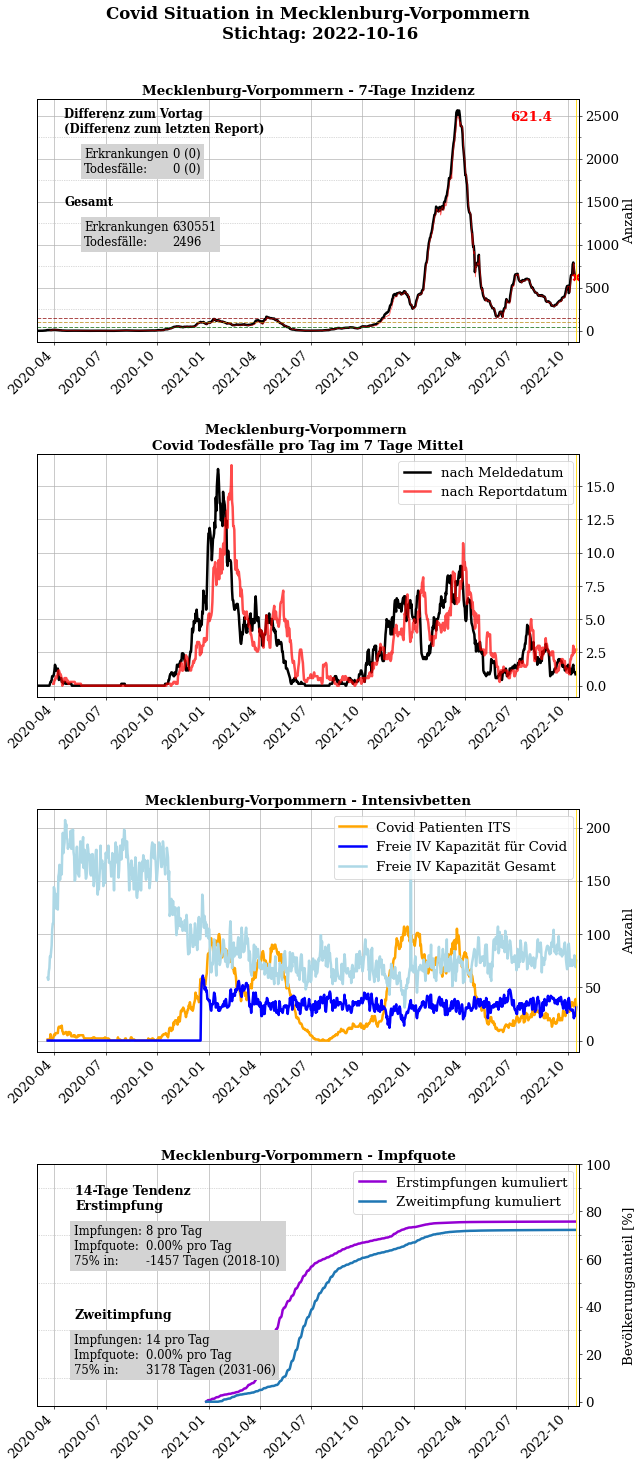 Covid Situation in Mecklenburg-Vorpommern
Stichtag: 2022-10-16
Mecklenburg-Vorpommern - 7-Tage Inzidenz
Differenz zum Vortag
(Differenz zum letzten Report)
Erkrankungen 0 (0)
Todesfälle: 0 (0)
Gesamt
Erkrankungen 630551
Todesfälle: 2496
621.4
2500
2000
1500
1000
500
0
Anzahl
2020-04 2020-07 2020-10 2021-01 2021-04 2021-07 2021-10 2022-01 2022-04 2022-07 2022-10
Mecklenburg-Vorpommern
Covid Todesfälle pro Tag im 7 Tage Mittel
nach Meldedatum
nach Reportdatum
15.0
12.5
10.0
7.5
5.0
2.5
0.0
2020-04 2020-07 2020-10 2021-01 2021-04 2021-07 2021-10 2022-01 2022-04 2022-07 2022-10
Mecklenburg-Vorpommern - Intensivbetten
Covid Patienten ITS
Freie IV Kapazität für Covid
Freie IV Kapazität Gesamt
200
150
100
50
0
Anzahl
2020-04 2020-07 2020-10 2021-01 2021-04 2021-07 2021-10 2022-01 2022-04 2022-07 2022-10
Mecklenburg-Vorpommern - Impfquote
14-Tage Tendenz
Erstimpfung
Impfungen: 8 pro Tag
Impfquote: 0.00% pro Tag
75% in: -1457 Tagen (2018-10)
Zweitimpfung
Impfungen: 14 pro Tag
Impfquote: 0.00% pro Tag
75% in: 3178 Tagen (2031-06)
Erstimpfungen kumuliert
Zweitimpfung kumuliert
100
80
60
40
20
0
Bevölkerungsanteil [%]
2020-04 2020-07 2020-10 2021-01 2021-04 2021-07 2021-10 2022-01 2022-04 2022-07 2022-10